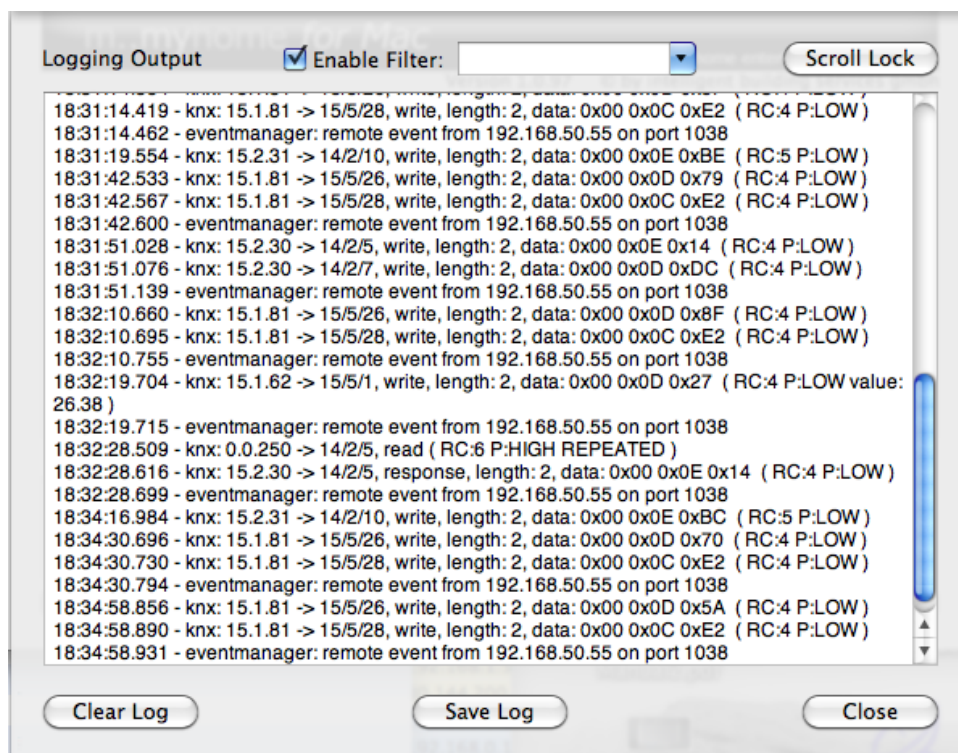 m..myhome for Mac
Logging Output
Enable Filter:
Scroll Lock
18:31:14.419 - knx: 15.1.81 -> 15/5/28, write, length: 2, data: 0x00 0x0C 0xE2 ( RC:4 P:LOW )
18:31:14.462 - eventmanager: remote event from 192.168.50.55 on port 1038
18:31:19.554 - knx: 15.2.31 -> 14/2/10, write, length: 2, data: 0x00 0x0E 0xBE ( RC:5 P:LOW )
18:31:42.533 - knx: 15.1.81 -> 15/5/26, write, length: 2, data: 0x00 0x0D 0x79 ( RC:4 P:LOW )
18:31:42.567 - knx: 15.1.81 -> 15/5/28, write, length: 2, data: 0x00 0x0C 0xE2 ( RC:4 P:LOW )
18:31:42.600 - eventmanager: remote event from 192.168.50.55 on port 1038
18:31:51.028 - knx: 15.2.30 -> 14/2/5, write, length: 2, data: 0x00 0x0E 0x14 ( RC:4 P:LOW )
18:31:51.076 - knx: 15.2.30 -> 14/2/7, write, length: 2, data: 0x00 0x0D 0xDC ( RC:4 P:LOW )
18:31:51.139 - eventmanager: remote event from 192.168.50.55 on port 1038
18:32:10.660 - knx: 15.1.81 -> 15/5/26, write, length: 2, data: 0x00 0x0D 0x8F ( RC:4 P:LOW )
18:32:10.695 - knx: 15.1.81 -> 15/5/28, write, length: 2, data: 0x00 0x0C 0xE2 ( RC:4 P:LOW )
18:32:10.755 - eventmanager: remote event from 192.168.50.55 on port 1038
18:32:19.704 - knx: 15.1.62 -> 15/5/1, write, length: 2, data: 0x00 0x0D 0x27 ( RC:4 P:LOW value:
26.38 )
18:32:19.715 - eventmanager: remote event from 192.168.50.55 on port 1038
18:32:28.509 - knx: 0.0.250 -> 14/2/5, read ( RC:6 P:HIGH REPEATED )
18:32:28.616 - knx: 15.2.30 -> 14/2/5, response, length: 2, data: 0x00 0x0E 0x14 ( RC:4 P:LOW )
18:32:28.699 - eventmanager: remote event from 192.168.50.55 on port 1038
18:34:16.984 - knx: 15.2.31 -> 14/2/10, write, length: 2, data: 0x00 0x0E 0xBC ( RC:5 P:LOW )
18:34:30.696 - knx: 15.1.81 -> 15/5/26, write, length: 2, data: 0x00 0x0D 0x70 ( RC:4 P:LOW )
18:34:30.730 - knx: 15.1.81 -> 15/5/28, write, length: 2, data: 0x00 0x0C 0xE2 ( RC:4 P:LOW )
18:34:30.794 - eventmanager: remote event from 192.168.50.55 on port 1038
18:34:58.856 - knx: 15.1.81 -> 15/5/26, write, length: 2, data: 0x00 0x0D 0x5A ( RC:4 P:LOW )
18:34:58.890 - knx: 15.1.81 -> 15/5/28, write, length: 2, data: 0x00 0x0C 0xE2 ( RC:4 P:LOW )
18:34:58.931 - eventmanager: remote event from 192.168.50.55 on port 1038
Clear Log
Save Log
Close